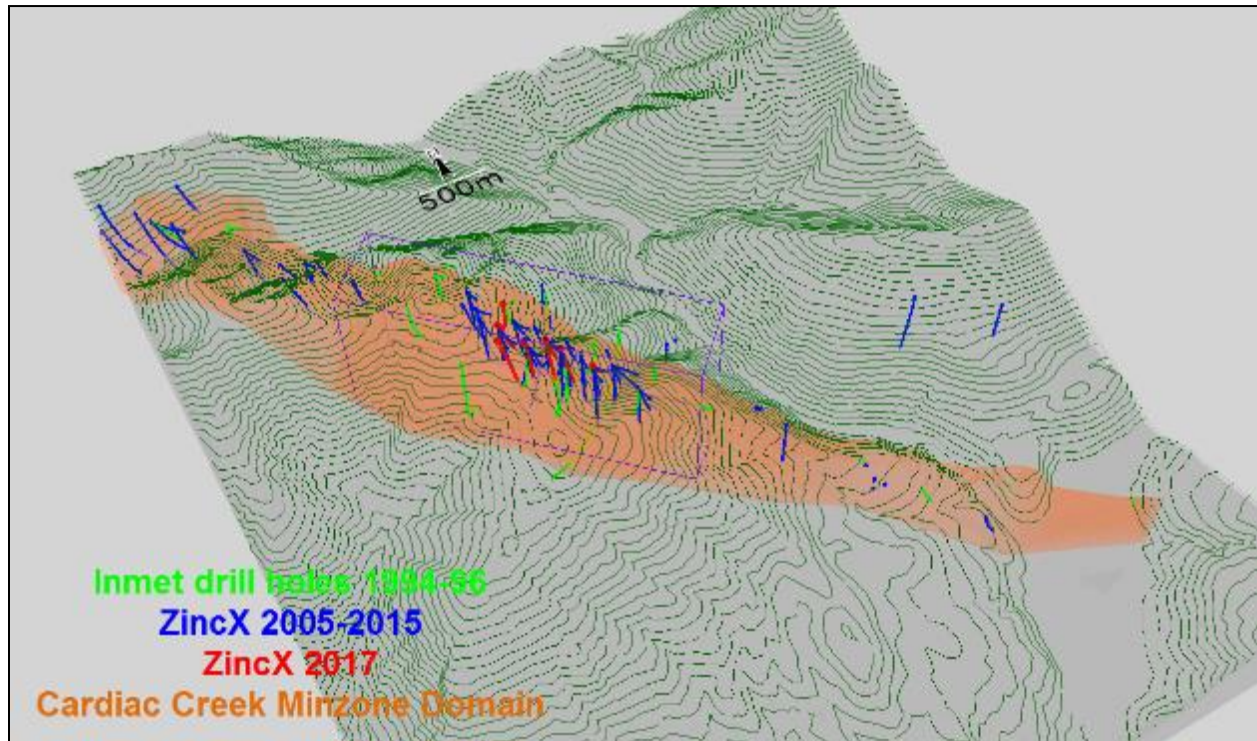 500m
Inmet drill holes 1994-96
ZincX 2005-2015
ZincX 2017
Cardiac Creek Minzone Domain